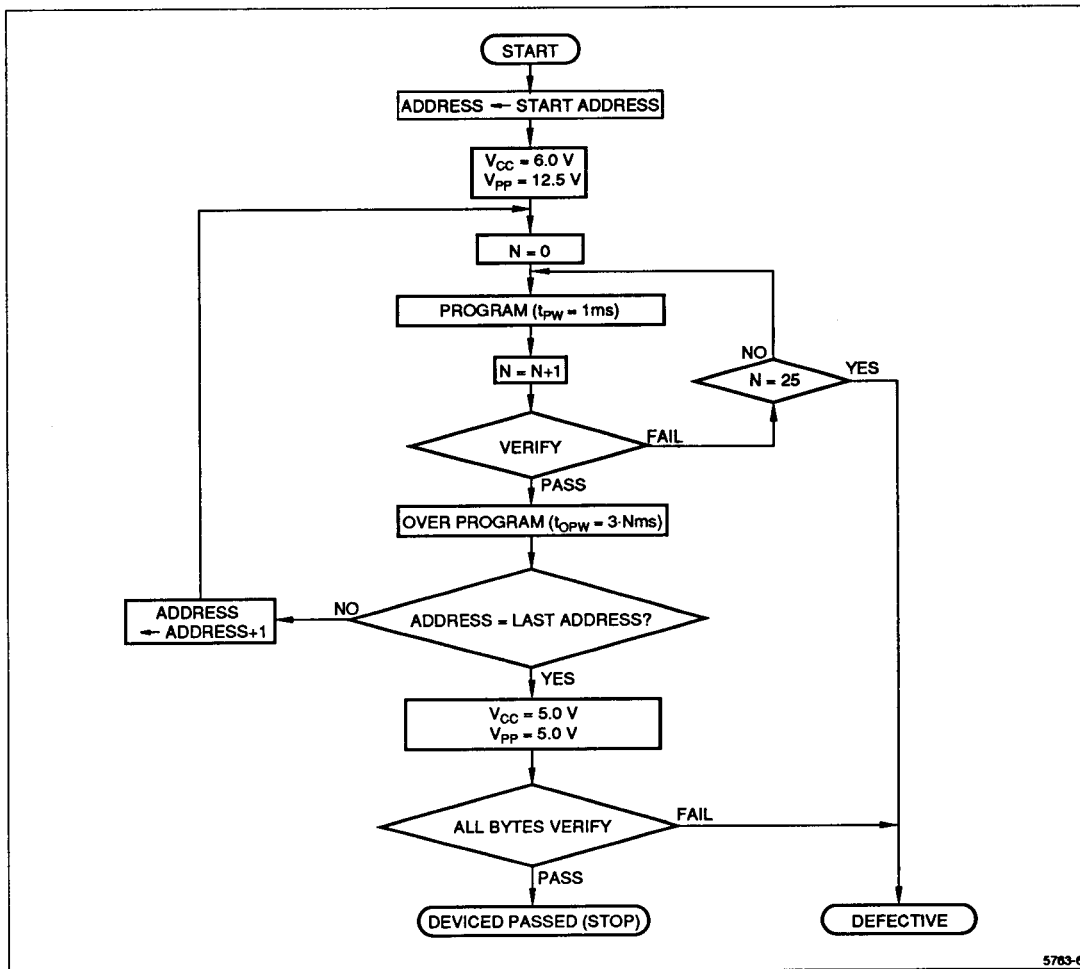 START
ADDRESS ← START ADDRESS
VCC = 6.0 V
VPP = 12.5 V
N = 0
PROGRAM (tPW = 1ms)
N = N+1
NO
N = 25
YES
VERIFY
FAIL
PASS
OVER PROGRAM (tOPW = 3·Nms)
ADDRESS
← ADDRESS+1
NO
ADDRESS = LAST ADDRESS?
YES
VCC = 5.0 V
VPP = 5.0 V
ALL BYTES VERIFY
FAIL
PASS
DEVICED PASSED (STOP)
DEFECTIVE
5763-6